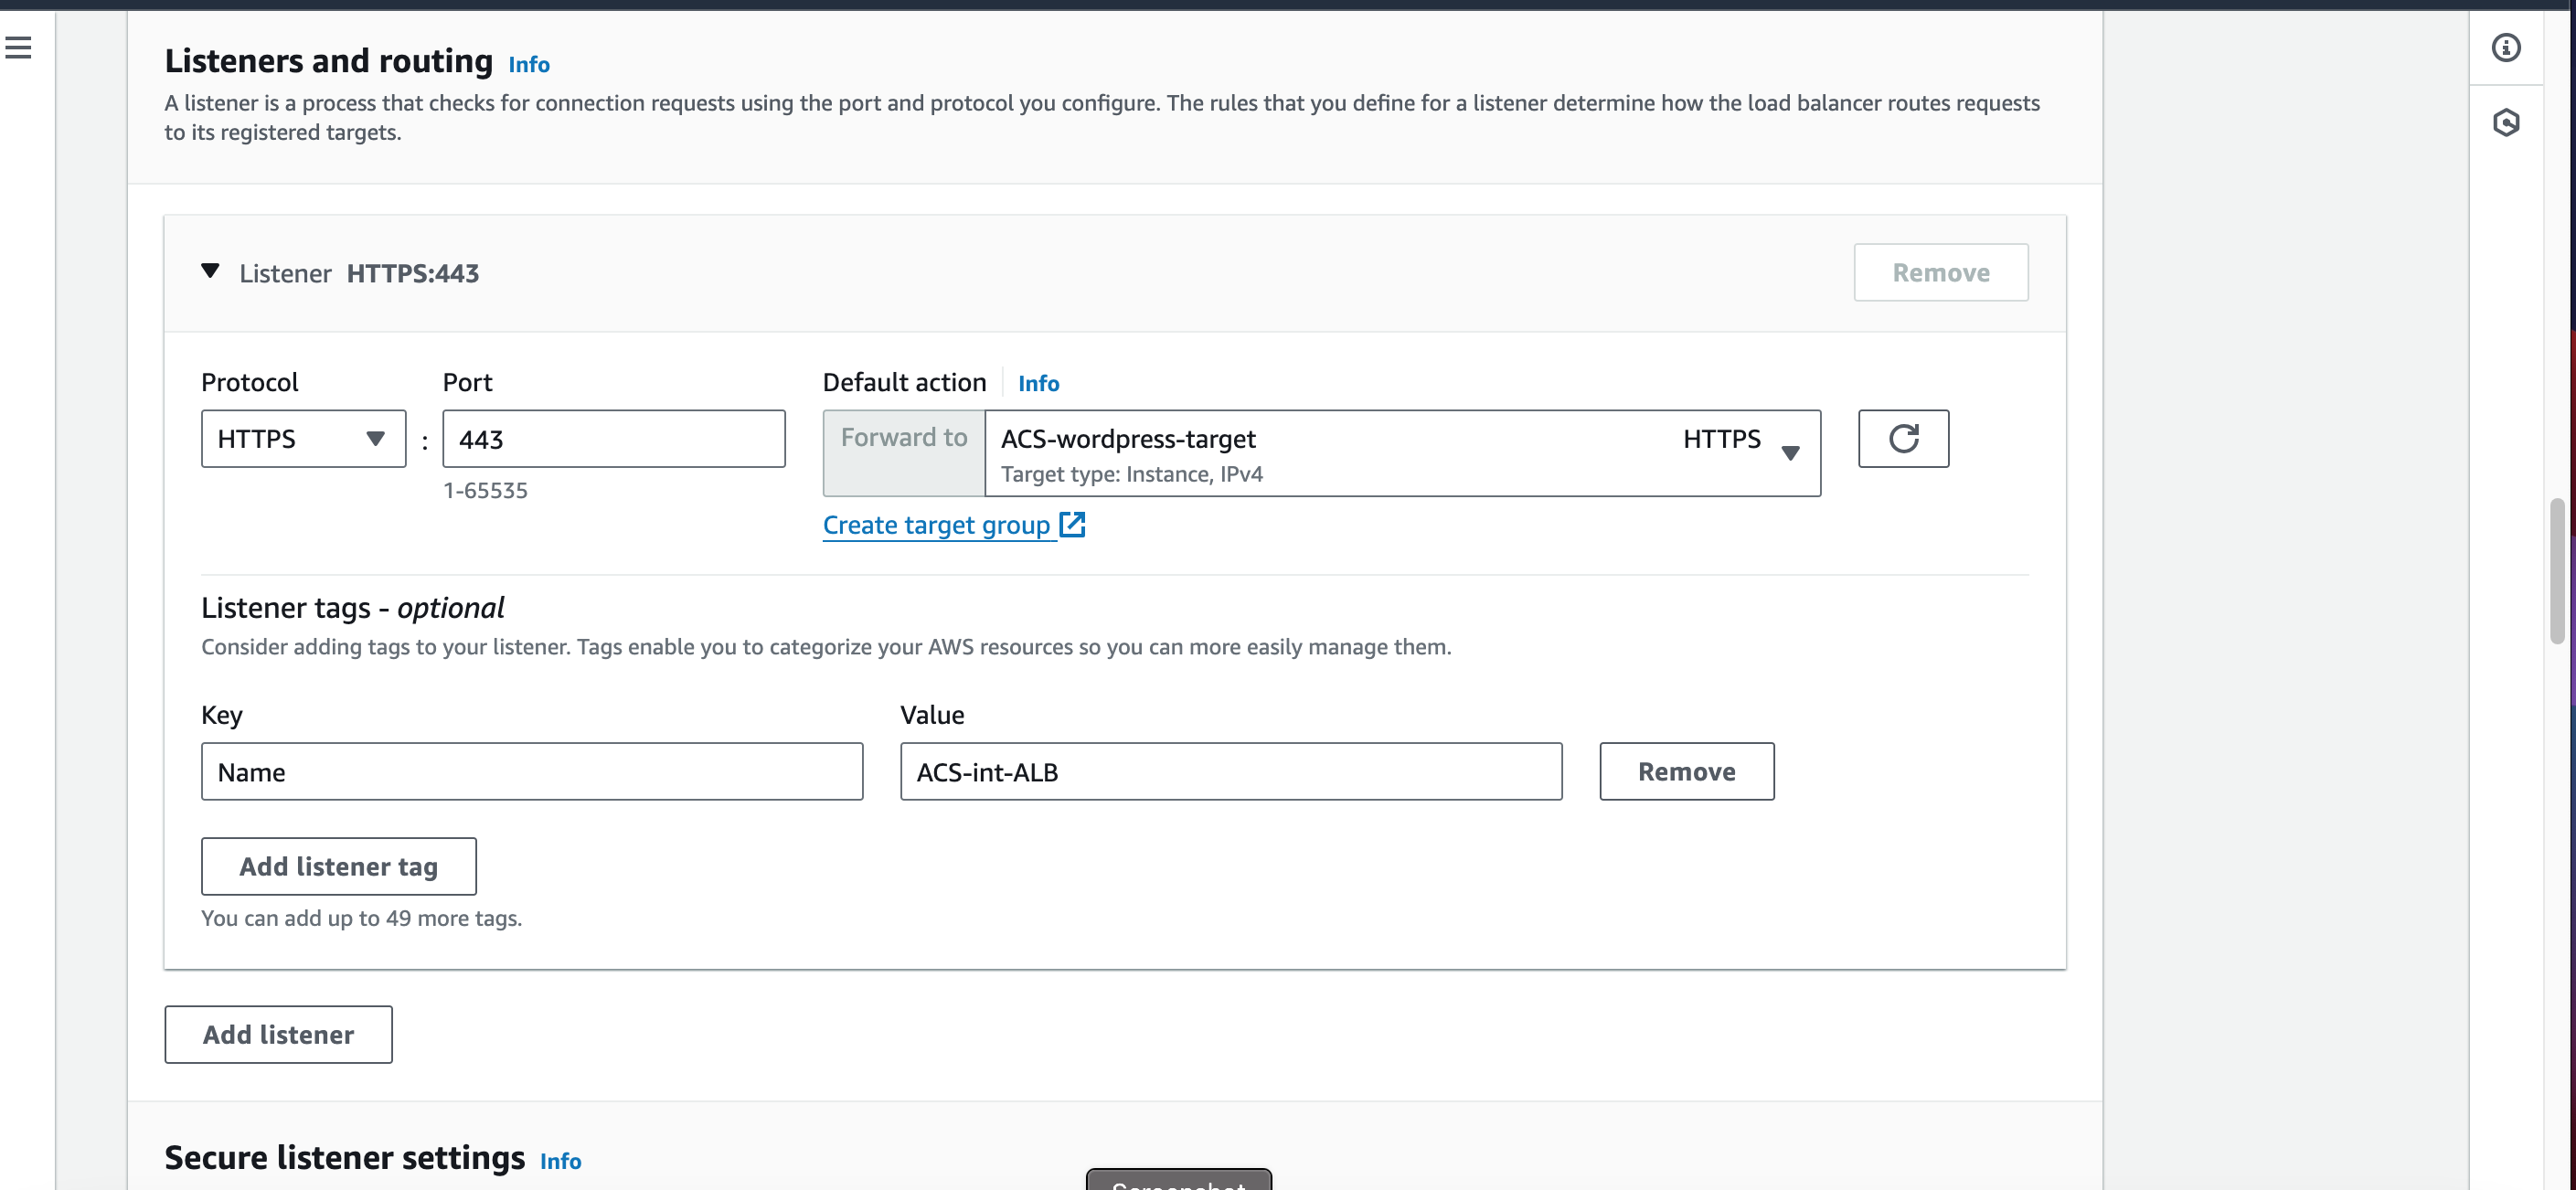 Listeners and routing Info
A listener is a process that checks for connection requests using the port and protocol you configure. The rules that you define for a listener determine how the load balancer routes requests
to its registered targets.
Listener HTTPS:443
Remove
Protocol
Port
Default action
Info
HTTPS
:
443
Forward to
ACS-wordpress-target
HTTPS
Target type: Instance, IPv4
1-65535
Create target group
Listener tags - optional
Consider adding tags to your listener. Tags enable you to categorize your AWS resources so you can more easily manage them.
Key
Value
Name
ACS-int-ALB
Remove
Add listener tag
You can add up to 49 more tags.
Add listener
Secure listener settings Info